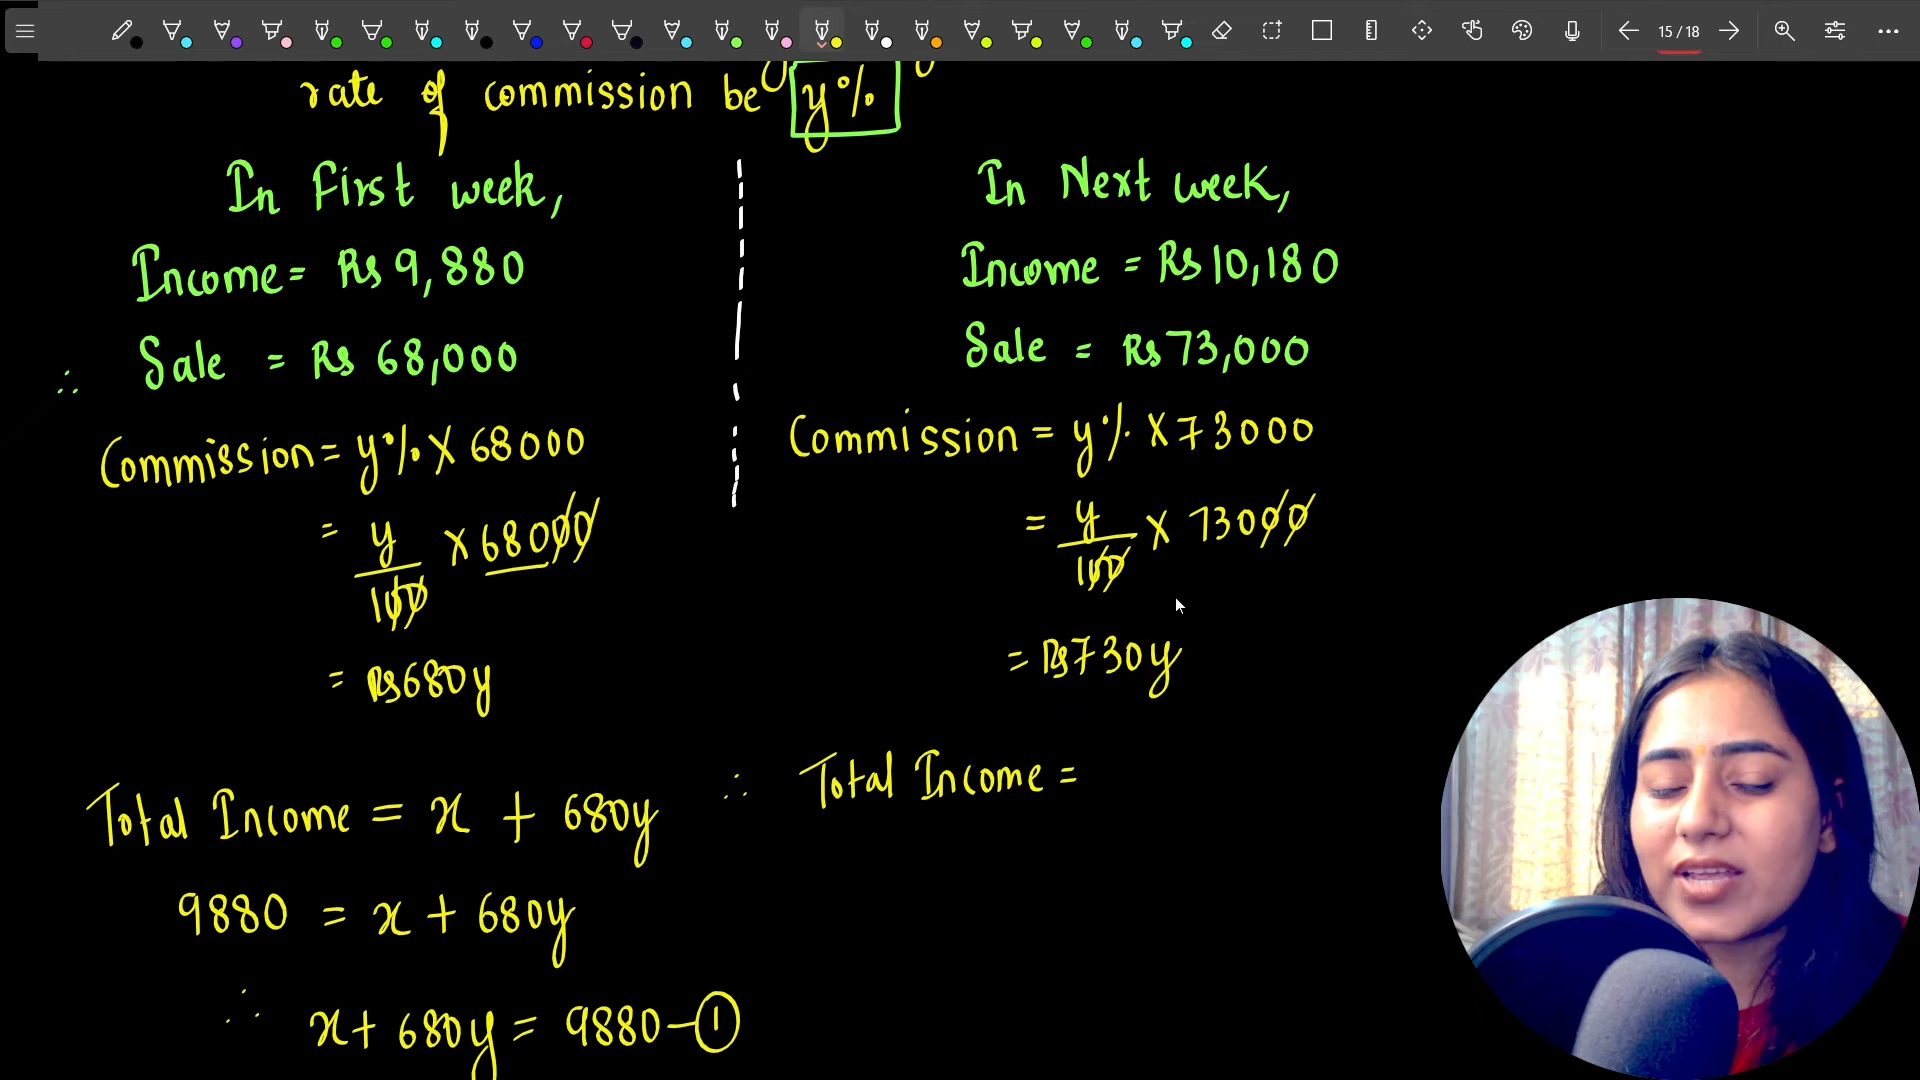 15 / 18
rate of commission be y%
In First week,
Income = Rs 9,880
∴ Sale = Rs 68,000
Commission = y% X 68000
= y/100 X 68000
= Rs 680y
Total Income = x + 680y
9880 = x + 680y
∴ x + 680y = 9880 - ①
In Next week,
Income = Rs 10,180
Sale = Rs 73,000
Commission = y% X 73000
= y/100 X 73000
= Rs 730y
∴ Total Income =